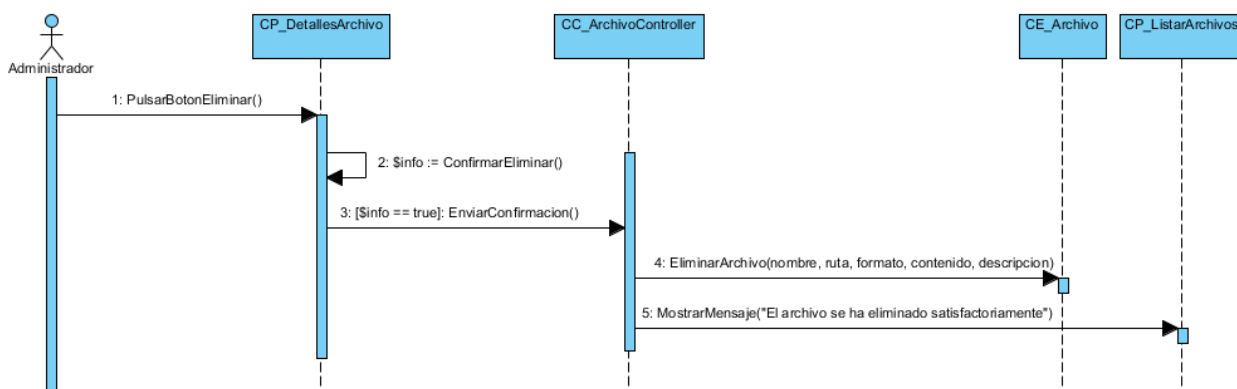 CP_DetallesArchivo
CC_ArchivoController
CE_Archivo
CP_ListarArchivos
Administrador
1: PulsarBotonEliminar()
2: $info := ConfirmarEliminar()
3: [$info == true]: EnviarConfirmacion()
4: EliminarArchivo(nombre, ruta, formato, contenido, descripcion)
5: MostrarMensaje("El archivo se ha eliminado satisfactoriamente")